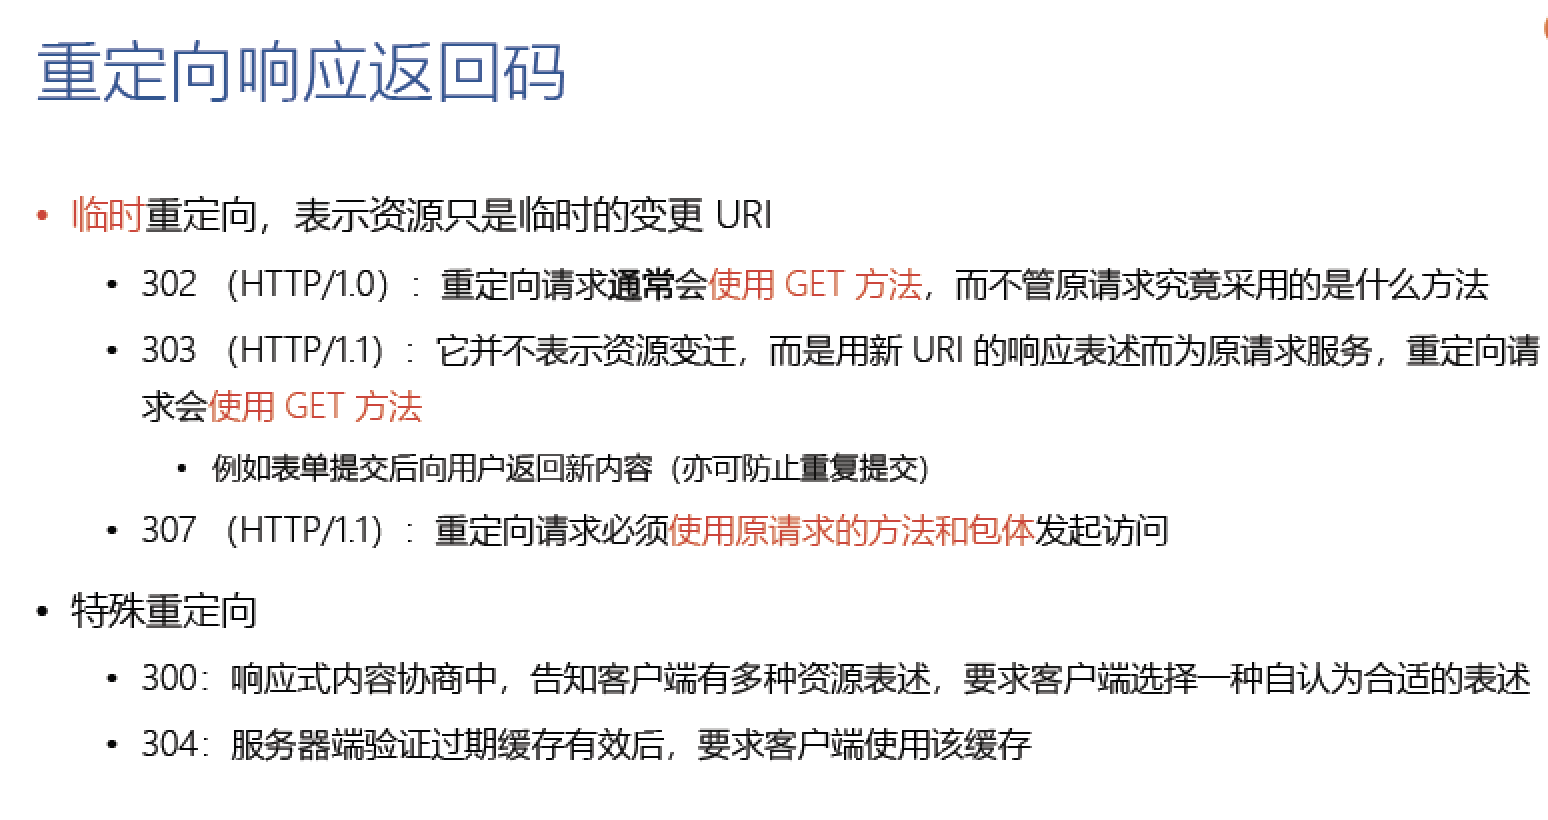 重定向响应返回码
• 临时重定向，表示资源只是临时的变更 URI
• 302 （HTTP/1.0）：重定向请求通常会使用 GET 方法，而不管原请求究竟采用的是什么方法
• 303 （HTTP/1.1）：它并不表示资源变迁，而是用新 URI 的响应表述而为原请求服务，重定向请
求会使用 GET 方法
• 例如表单提交后向用户返回新内容（亦可防止重复提交）
• 307 （HTTP/1.1）：重定向请求必须使用原请求的方法和包体发起访问
• 特殊重定向
• 300：响应式内容协商中，告知客户端有多种资源表述，要求客户端选择一种自认为合适的表述
• 304：服务器端验证过期缓存有效后，要求客户端使用该缓存